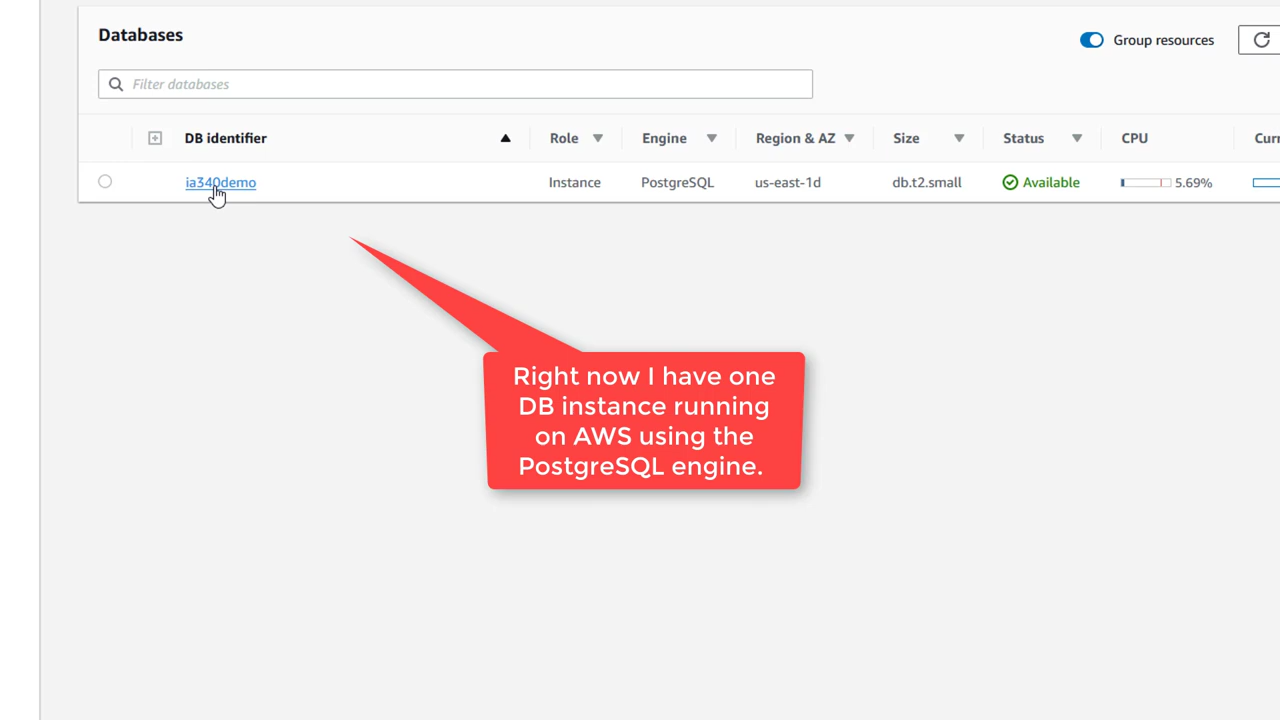 Databases
Group resources
Filter databases
DB identifier Role Engine Region & AZ Size Status CPU Curr
ia340demo Instance PostgreSQL us-east-1d db.t2.small Available 5.69%
Right now I have one
DB instance running
on AWS using the
PostgreSQL engine.